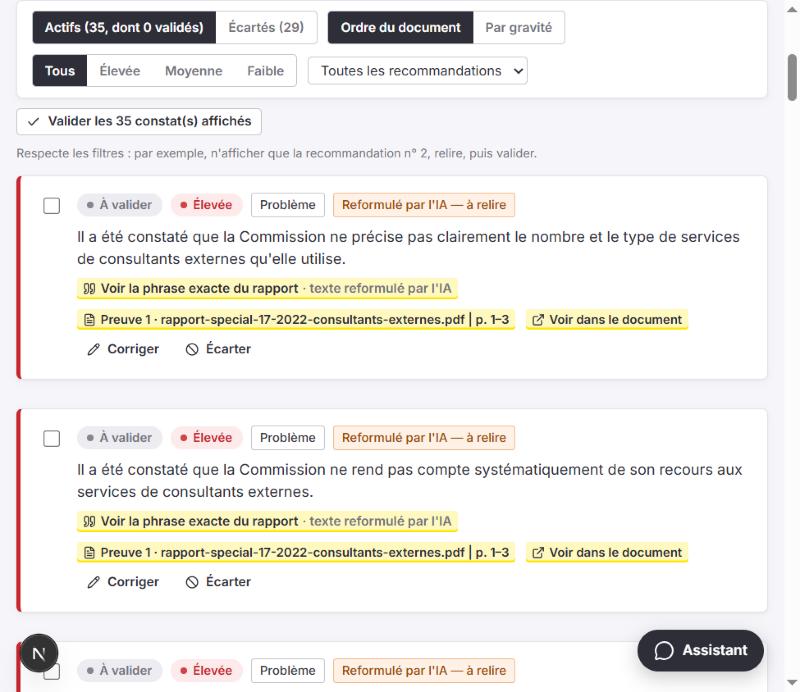 Actifs (35, dont 0 validés) Écartés (29) Ordre du document Par gravité
Tous Élevée Moyenne Faible Toutes les recommandations
Valider les 35 constat(s) affichés
Respecte les filtres : par exemple, n'afficher que la recommandation n° 2, relire, puis valider.
À valider Élevée Problème Reformulé par l'IA — à relire
Il a été constaté que la Commission ne précise pas clairement le nombre et le type de services
de consultants externes qu'elle utilise.
Voir la phrase exacte du rapport · texte reformulé par l'IA
Preuve 1 · rapport-special-17-2022-consultants-externes.pdf | p. 1–3 Voir dans le document
Corriger Écarter
À valider Élevée Problème Reformulé par l'IA — à relire
Il a été constaté que la Commission ne rend pas compte systématiquement de son recours aux
services de consultants externes.
Voir la phrase exacte du rapport · texte reformulé par l'IA
Preuve 1 · rapport-special-17-2022-consultants-externes.pdf | p. 1–3 Voir dans le document
Corriger Écarter
N Assistant
À valider Élevée Problème Reformulé par l'IA — à relire